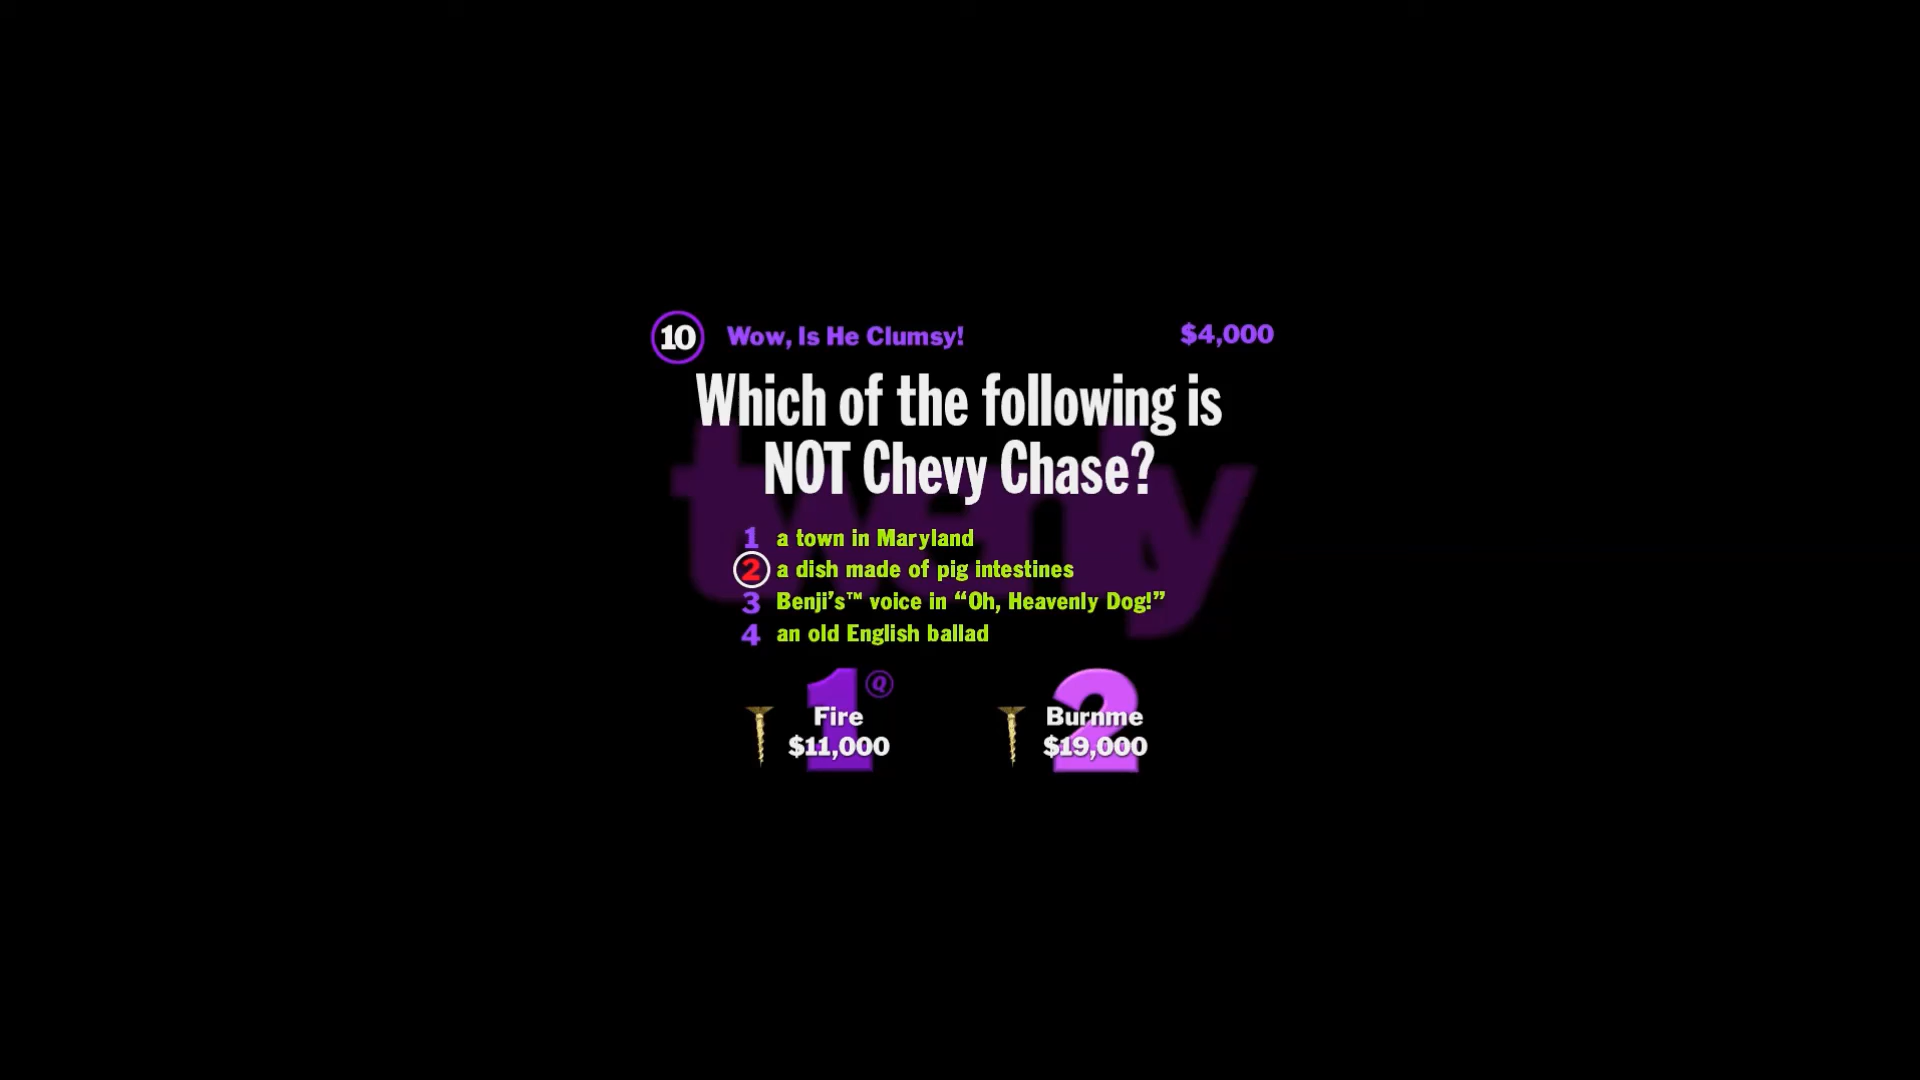 10 Wow, Is He Clumsy! $4,000
Which of the following is
NOT Chevy Chase?
1 a town in Maryland
2 a dish made of pig intestines
3 Benji's™ voice in “Oh, Heavenly Dog!”
4 an old English ballad
1 Q 2
Fire Burnme
$11,000 $19,000